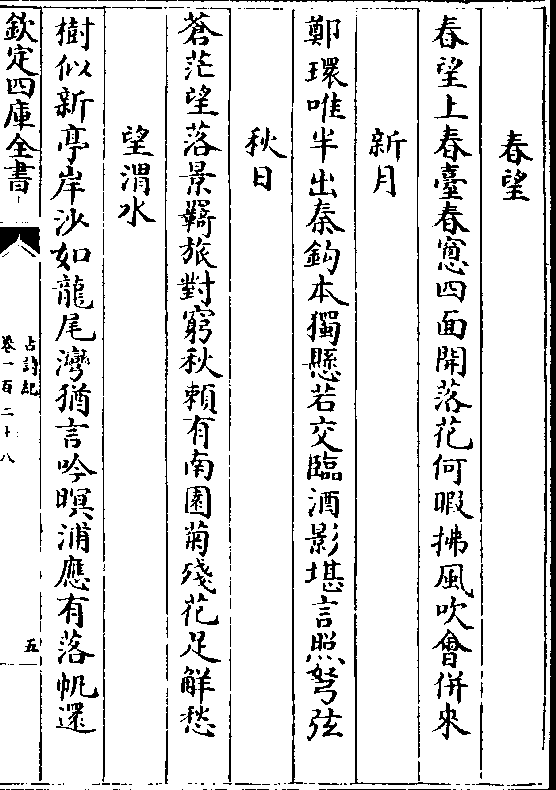 春望
春望上春臺春窻四面開落花何暇拂風吹會併來
新月
鄭環唯半出秦鈎本獨懸若交臨酒影堪言照弩弦
秋日
蒼茫望落景羇旅對窮秋頼有南園菊殘花足解愁
望渭水
樹似新亭岸沙如龍尾灣猶言吟暝浦應有落帆還
欽定四庫全書
古詩紀
卷一百二十八
五